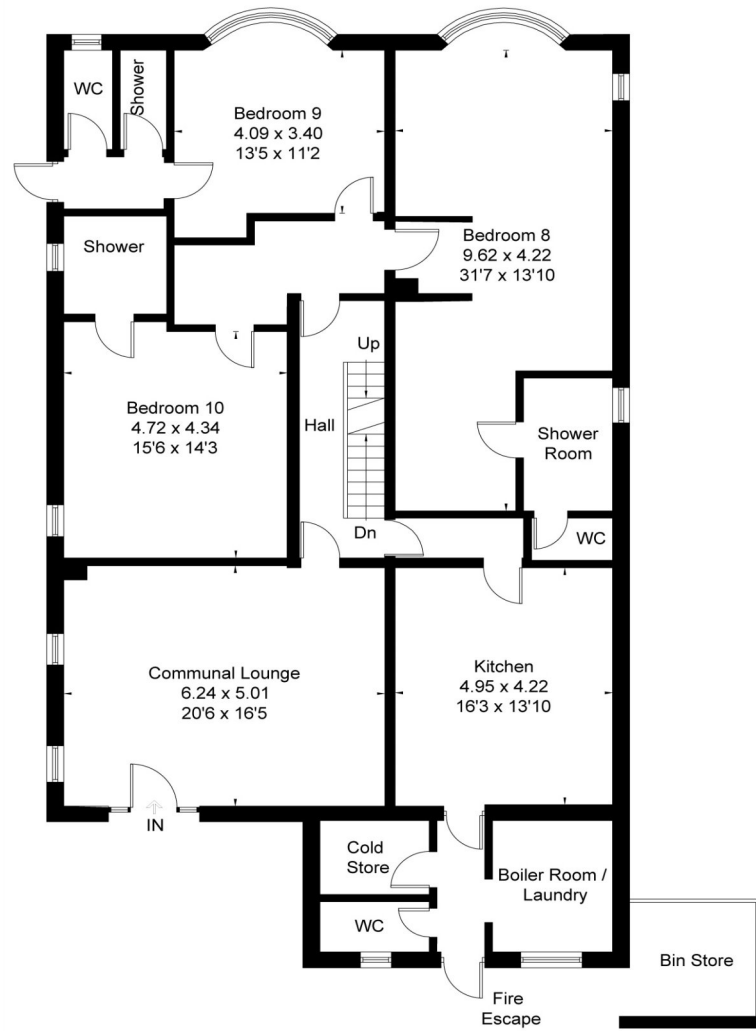 WC
Shower
Bedroom 9
4.09 x 3.40
13'5 x 11'2
Shower
Bedroom 8
9.62 x 4.22
31'7 x 13'10
Up
Bedroom 10
4.72 x 4.34
15'6 x 14'3
Hall
Shower
Room
Dn
WC
Communal Lounge
6.24 x 5.01
20'6 x 16'5
Kitchen
4.95 x 4.22
16'3 x 13'10
IN
Cold
Store
Boiler Room /
Laundry
WC
Bin Store
Fire
Escape